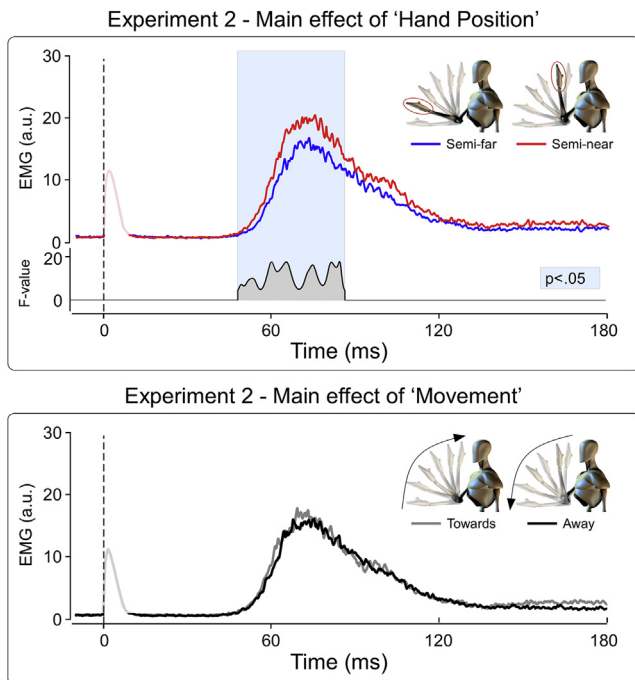 Experiment 2 - Main effect of ‘Hand Position’
30
20
10
0
EMG (a.u.)
Semi-far
Semi-near
20
0
F-value
p<.05
0
60
120
180
Time (ms)
Experiment 2 - Main effect of ‘Movement’
30
20
10
0
EMG (a.u.)
Towards
Away
0
60
120
180
Time (ms)